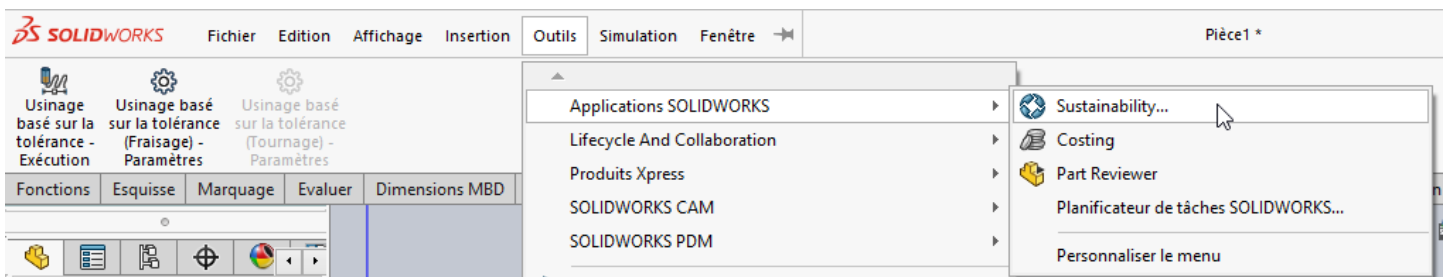 SOLIDWORKS Fichier Edition Affichage Insertion Outils Simulation Fenêtre Pièce1 *
Usinage basé sur la tolérance - Exécution
Usinage basé sur la tolérance (Fraisage) - Paramètres
Usinage basé sur la tolérance (Tournage) - Paramètres
Fonctions Esquisse Marquage Evaluer Dimensions MBD
Applications SOLIDWORKS
Lifecycle And Collaboration
Produits Xpress
SOLIDWORKS CAM
SOLIDWORKS PDM
Sustainability...
Costing
Part Reviewer
Planificateur de tâches SOLIDWORKS...
Personnaliser le menu